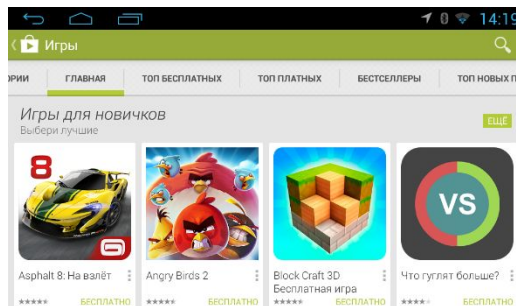 14:19
Игры
ОРИИ ГЛАВНАЯ ТОП БЕСПЛАТНЫХ ТОП ПЛАТНЫХ БЕСТСЕЛЛЕРЫ ТОП НОВЫХ П
Игры для новичков
Выбери лучшие
ЕЩЁ
8
VS
Asphalt 8: На взлёт
Angry Birds 2
Block Craft 3D
Бесплатная игра
Что гуглят больше?
БЕСПЛАТНО
БЕСПЛАТНО
БЕСПЛАТНО
БЕСПЛАТНО